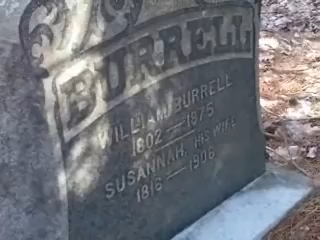 BURRELL
WILLIAM BURRELL
1802 — 1875
SUSANNAH, HIS WIFE
1816 — 1906